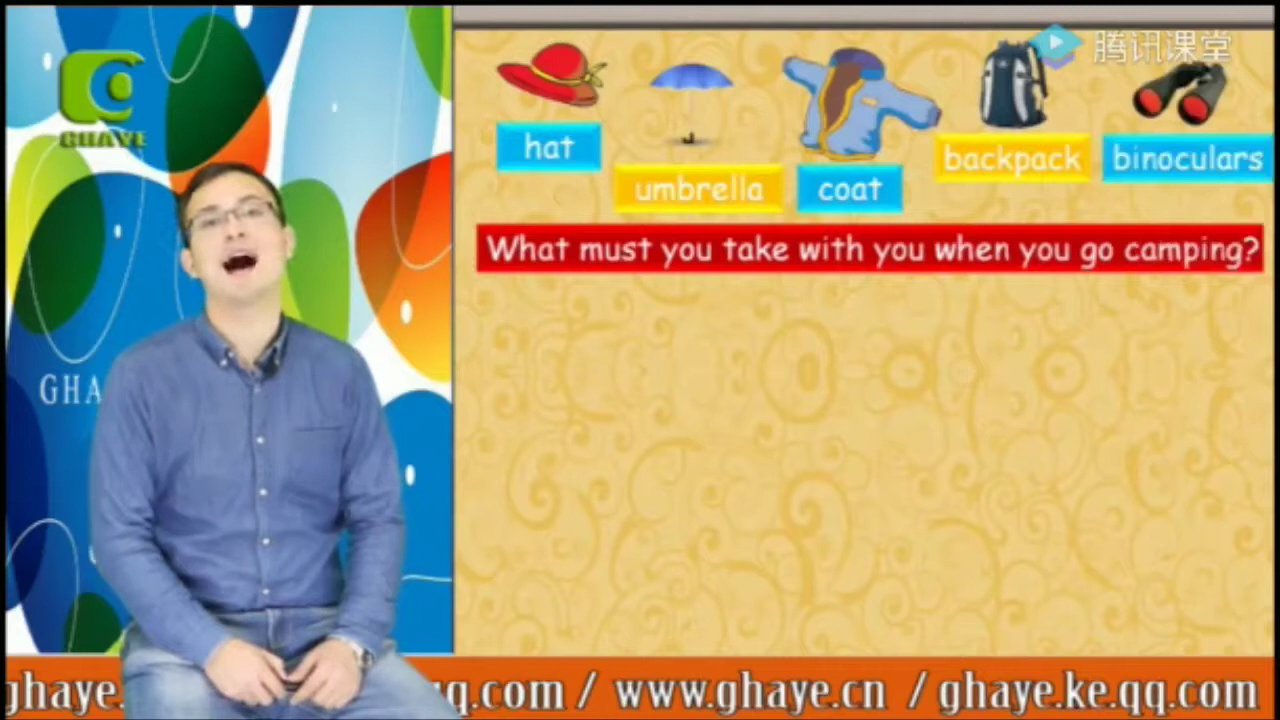 GHAYE
腾讯课堂
hat
umbrella
coat
backpack
binoculars
What must you take with you when you go camping?
GHA
ghaye.
qq.com / www.ghaye.cn / ghaye.ke.qq.com